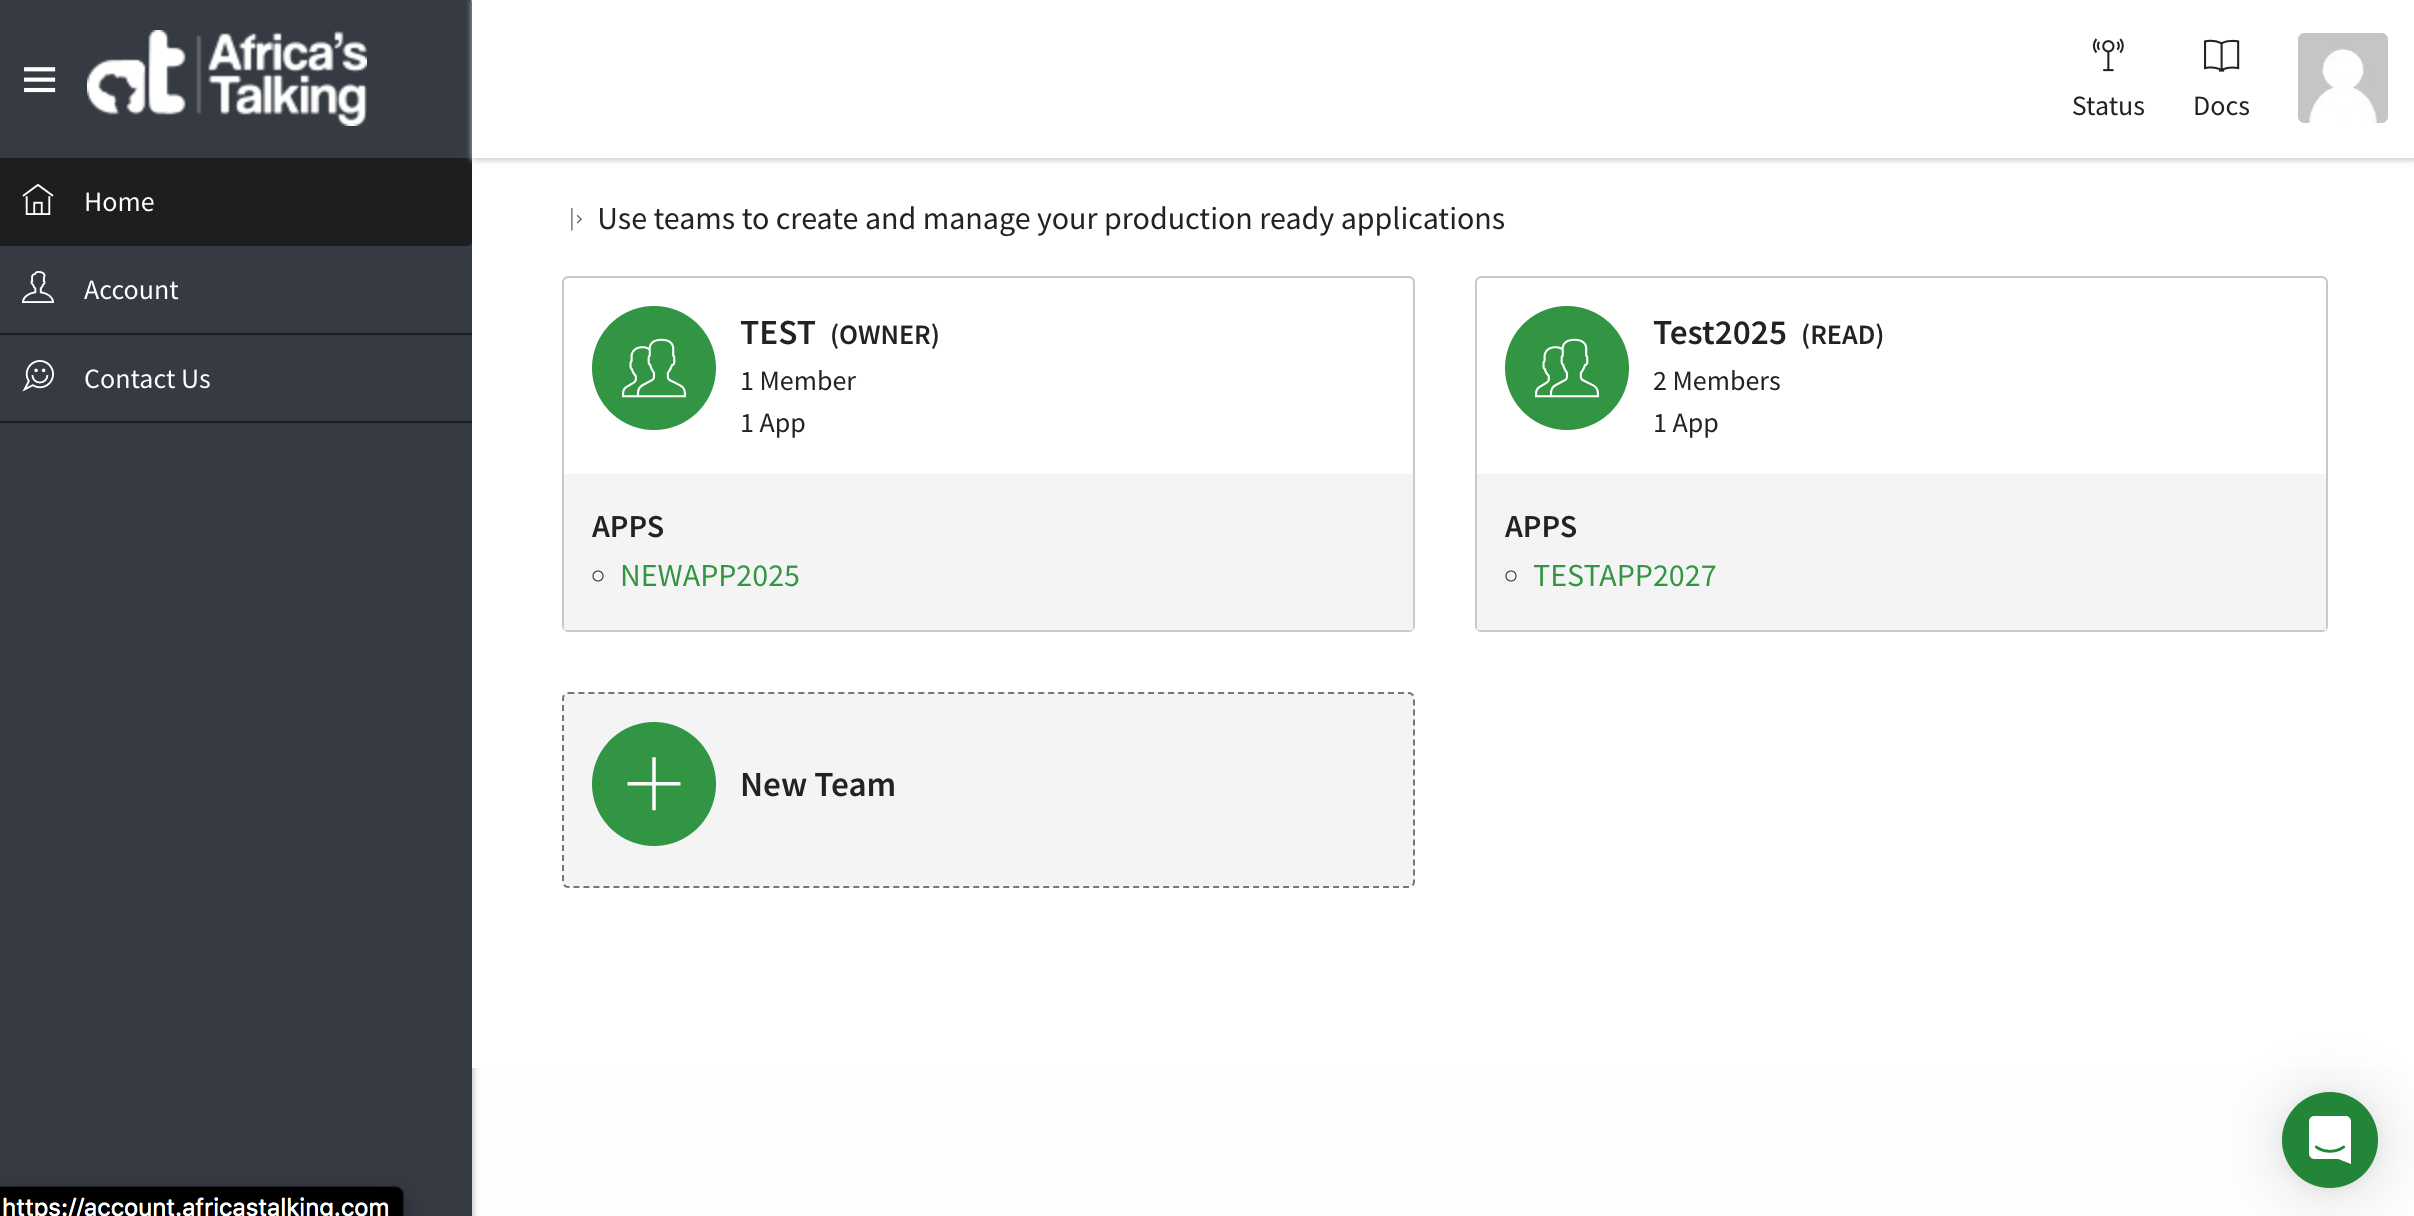 Africa's
Talking
Status
Docs
Home
Account
Contact Us
Use teams to create and manage your production ready applications
TEST (OWNER)
1 Member
1 App
APPS
NEWAPP2025
Test2025 (READ)
2 Members
1 App
APPS
TESTAPP2027
New Team
https://account.africastalking.com